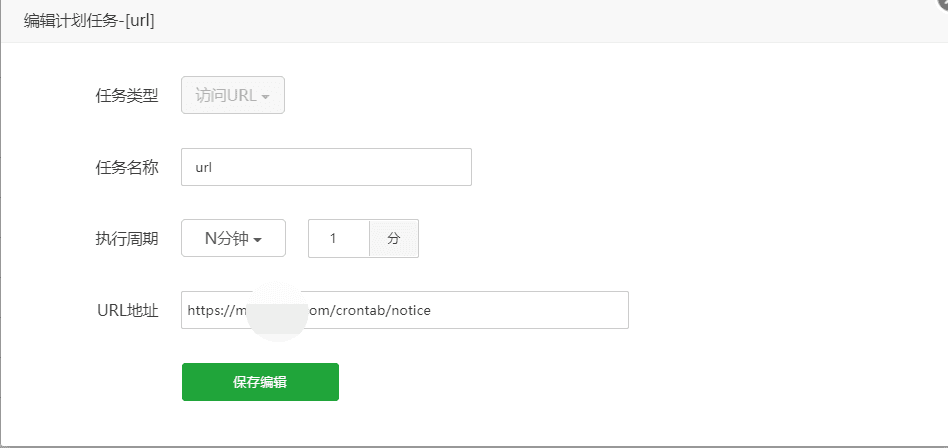 编辑计划任务-[url]
任务类型 访问URL
任务名称 url
执行周期 N分钟 1 分
URL地址 https://m om/crontab/notice
保存编辑